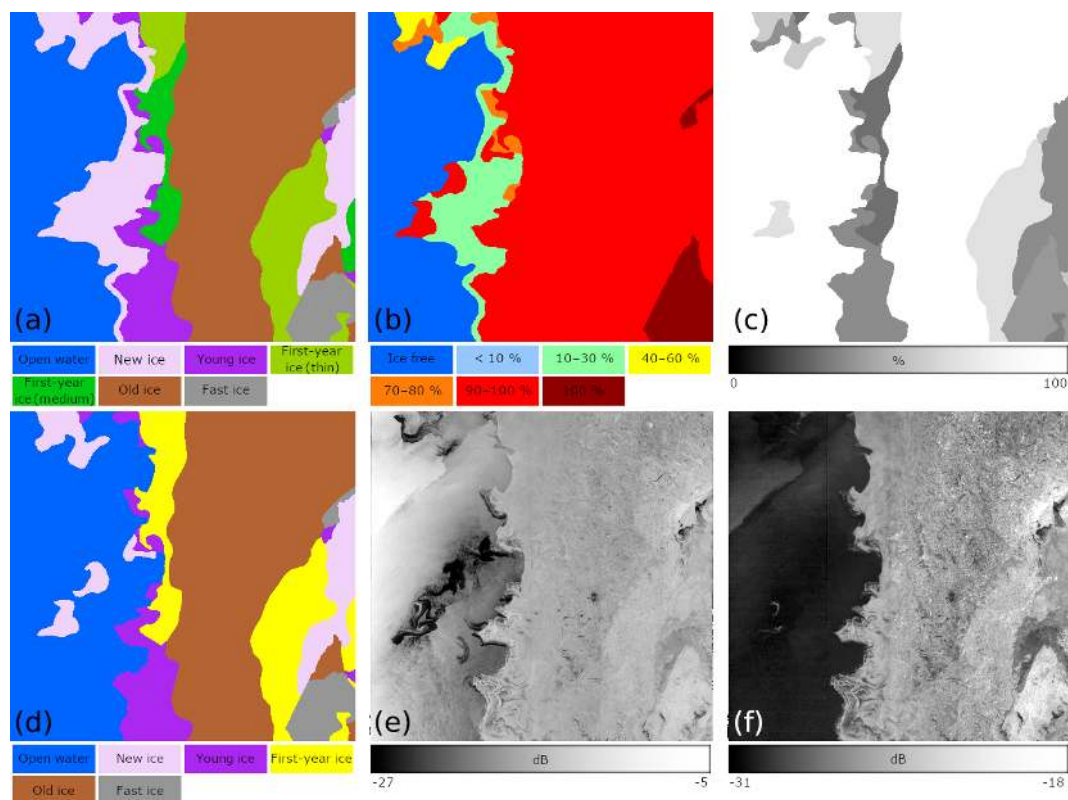 (a)
(b)
(c)
Open water New ice Young ice First-year ice (thin)
First-year ice (medium) Old ice Fast ice
Ice free < 10 % 10–30 % 40–60 %
70–80 % 90–100 % 100 %
%
0 100
(d)
(e)
(f)
Open water New ice Young ice First-year ice
Old ice Fast ice
dB
-27 -5
dB
-31 -18